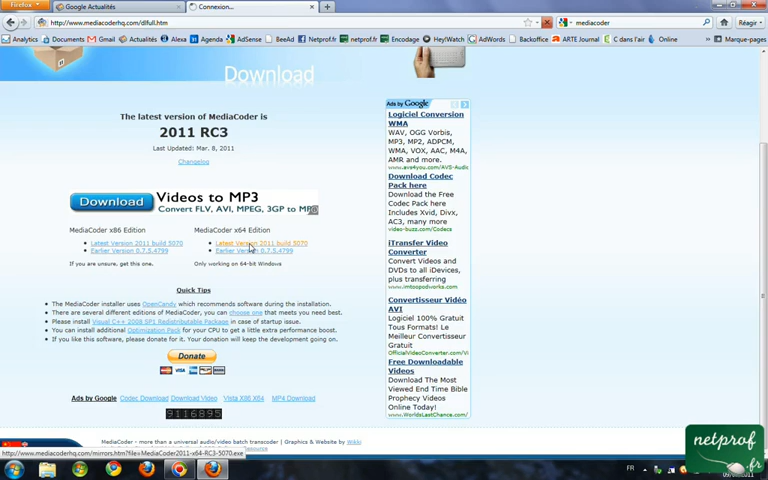 Firefox
Google Actualités
Connexion...
http://www.mediacoderhq.com/dlfull.htm
mediacoder
Réagir
Analytics Documents Gmail Actualités Alexa Agenda AdSense BeeAd Netprof.fr netprof.fr Encodage Hey!Watch AdWords Backoffice ARTE Journal C dans l'air Online Marque-pages
Download
The latest version of MediaCoder is
2011 RC3
Last Updated: Mar. 8, 2011
Changelog
Download
Videos to MP3
Convert FLV, AVI, MPEG, 3GP to MP3
MediaCoder x86 Edition
Latest Version 2011 build 5070
Earlier Version 0.7.5.4799
If you are unsure, get this one.
MediaCoder x64 Edition
Latest Version 2011 build 5070
Earlier Version 0.7.5.4799
Only working on 64-bit Windows
Quick Tips
The MediaCoder installer uses OpenCandy which recommends software during the installation.
There are several different editions of MediaCoder, you can choose one that meets you best.
Please install Visual C++ 2008 SP1 Redistributable Package in case of startup issue.
You can install additional Optimization Pack for your CPU to get a little extra performance boost.
If you like this software, please donate for it. Your donation will keep the development going on.
Donate
VISA
Ads by Google Codec Download Download Video Vista X86 X64 MP4 Download
9116895
Ads by Google
Logiciel Conversion
WMA
WAV, OGG Vorbis,
MP3, MP2, ADPCM,
WMA, VOX, AAC, M4A,
AMR and more.
www.ave4you.com/AVS-Audio
Download Codec
Pack here
Download the Free
Codec Package here
Includes Xvid, Divx,
AC3, many more
video-buzz.com/Codecs
iTransfer Video
Converter
Convert Videos and
DVDs to all iDevices,
plus transferring
www.imtoopodworks.com
Convertisseur Vidéo
AVI
Logiciel 100% Gratuit
Tous Formats! Le
Meilleur Convertisseur
Gratuit
OfficialVideoConverter.com/Vi
Free Downloadable
Videos
Download The Most
Viewed End Time Bible
Prophecy Videos
Online Today!
www.WorldsLastChance.com/
MediaCoder - more than a universal audio/video batch transcoder | Graphics & Website by Wikki
Resource
http://www.mediacoderhq.com/mirrors.htm?file=MediaCoder2011-x64-RC3-5070.exe
FR
netprof
.fr